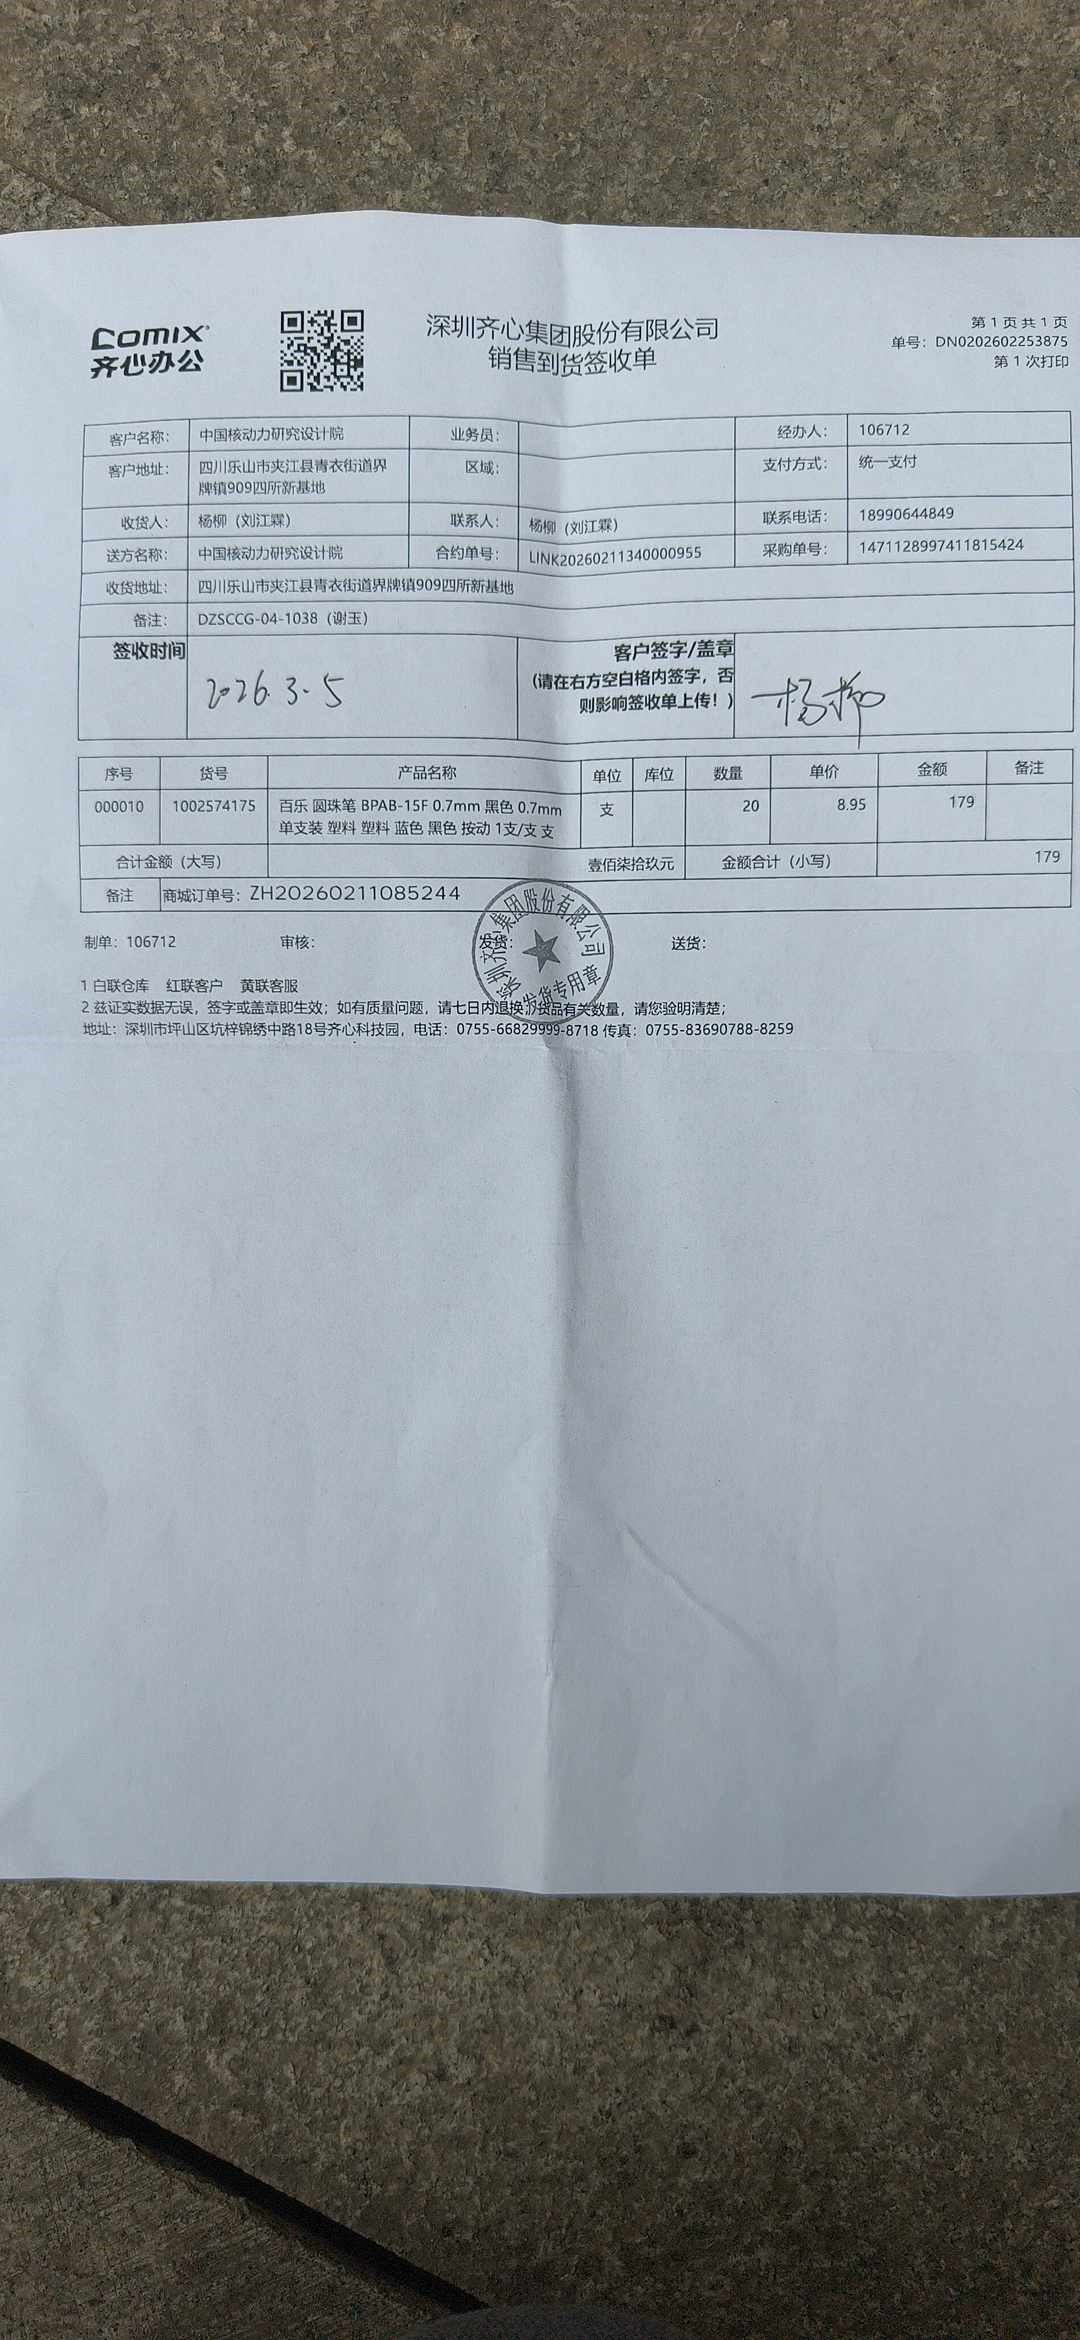 COMIX
齐心办公
深圳齐心集团股份有限公司
销售到货签收单
第 1 页 共 1 页
单号：DN0202602253875
第 1 次打印
客户名称： 中国核动力研究设计院 业务员： 经办人： 106712
客户地址： 四川乐山市夹江县青衣街道界 区域： 支付方式： 统一支付
牌镇909四所新基地
收货人： 杨柳（刘江霖） 联系人： 杨柳（刘江霖） 联系电话： 18990644849
送方名称： 中国核动力研究设计院 合约单号： LINK20260211340000955 采购单号： 1471128997411815424
收货地址： 四川乐山市夹江县青衣街道界牌镇909四所新基地
备注： DZSCCG-04-1038（谢玉）
签收时间 2026.3.5 客户签字/盖章
(请在右方空白格内签字，否
则影响签收单上传！)
杨柳
序号 货号 产品名称 单位 库位 数量 单价 金额 备注
000010 1002574175 百乐 圆珠笔 BPAB-15F 0.7mm 黑色 0.7mm 支 20 8.95 179
单支装 塑料 塑料 蓝色 黑色 按动 1支/支 支
合计金额（大写） 壹佰柒拾玖元 金额合计（小写） 179
备注 商城订单号：ZH20260211085244
制单：106712 审核： 发货： 送货：
深圳齐心集团股份有限公司
发货专用章
1 白联仓库 红联客户 黄联客服
2 兹证实数据无误，签字或盖章即生效；如有质量问题，请七日内退换，货品有关数量，请您验明清楚；
地址：深圳市坪山区坑梓锦绣中路18号齐心科技园，电话：0755-66829999-8718 传真：0755-83690788-8259